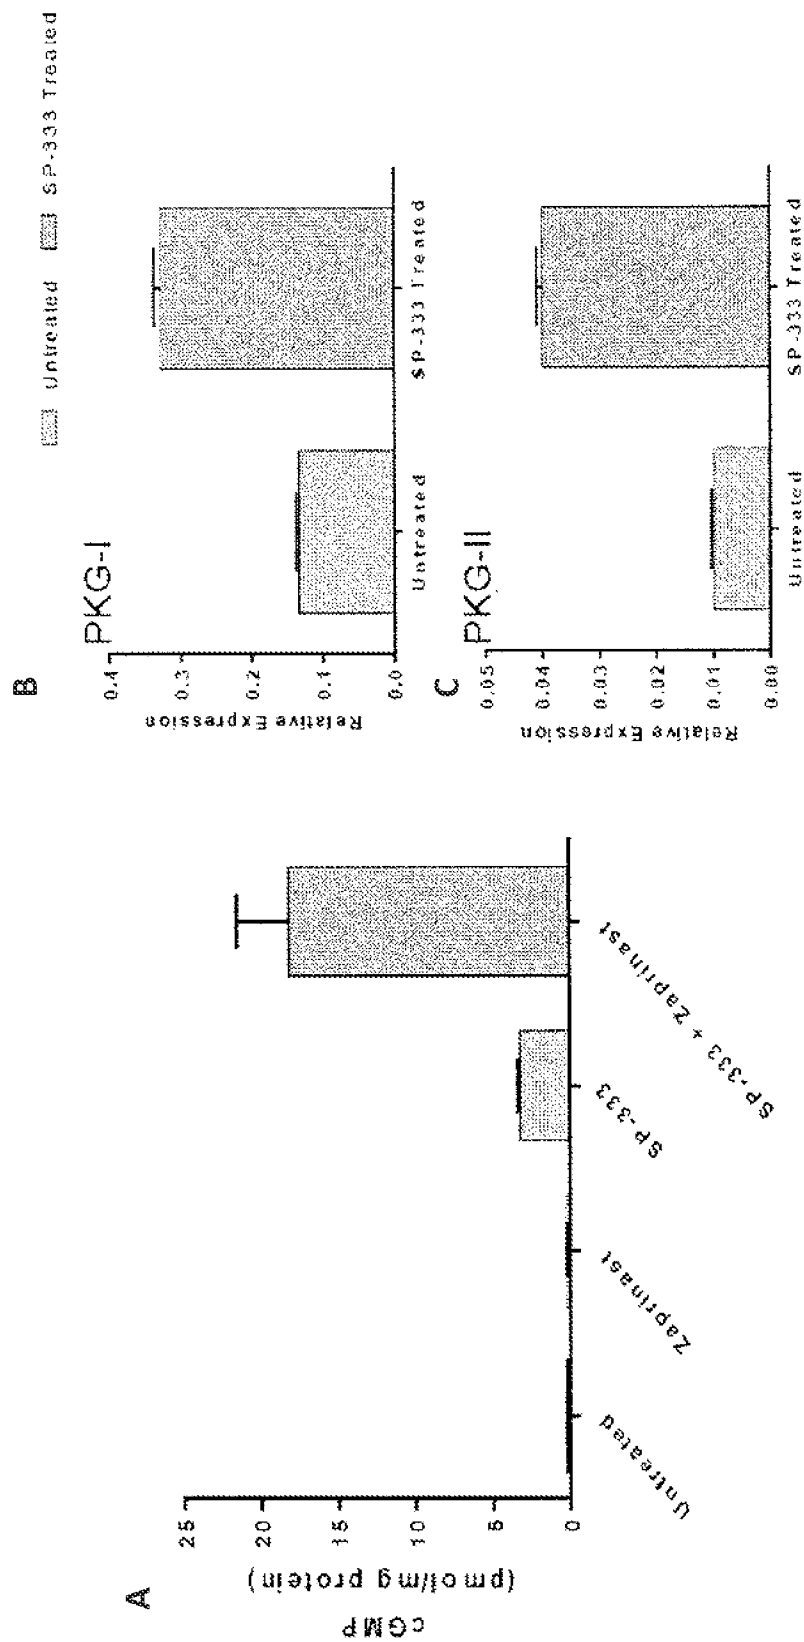 A
cGMP
(pmol/mg protein)
25
20
15
10
5
0
Untreated
Zaprinast
SP-333
SP-333 + Zaprinast
Untreated
SP-333 Treated
B
PKG-I
Relative Expression
0.4
0.3
0.2
0.1
0.0
Untreated
SP-333 Treated
C
PKG-II
Relative Expression
0.05
0.04
0.03
0.02
0.01
0.00
Untreated
SP-333 Treated